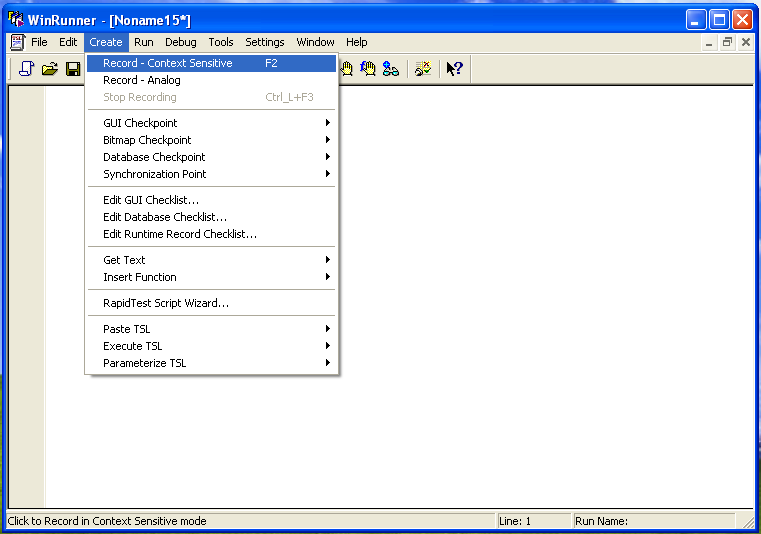 WinRunner - [Noname15*]
File Edit Create Run Debug Tools Settings Window Help
Record - Context Sensitive F2
Record - Analog
Stop Recording Ctrl_L+F3
GUI Checkpoint
Bitmap Checkpoint
Database Checkpoint
Synchronization Point
Edit GUI Checklist...
Edit Database Checklist...
Edit Runtime Record Checklist...
Get Text
Insert Function
RapidTest Script Wizard...
Paste TSL
Execute TSL
Parameterize TSL
Click to Record in Context Sensitive mode Line: 1 Run Name: